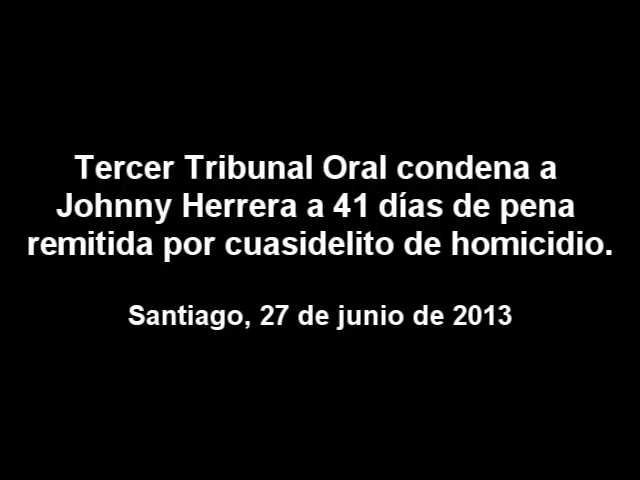 Tercer Tribunal Oral condena a
Johnny Herrera a 41 días de pena
remitida por cuasidelito de homicidio.
Santiago, 27 de junio de 2013